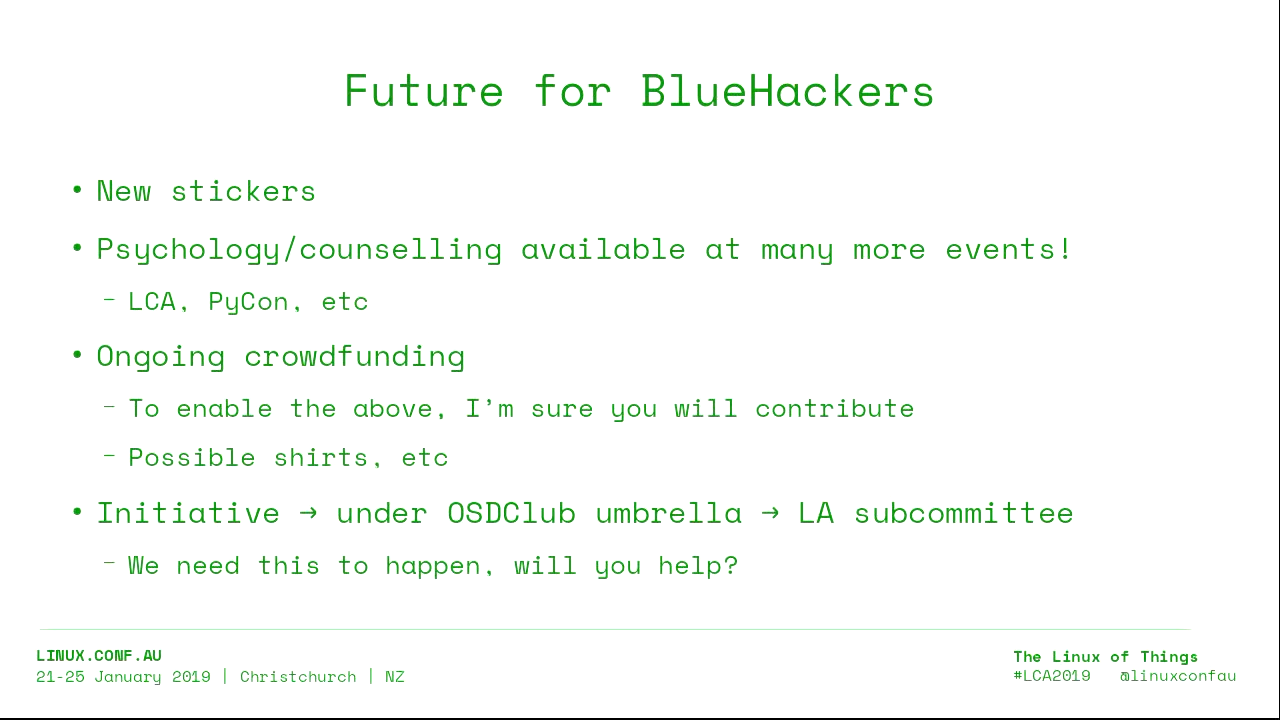 Future for BlueHackers
• New stickers
• Psychology/counselling available at many more events!
– LCA, PyCon, etc
• Ongoing crowdfunding
– To enable the above, I’m sure you will contribute
– Possible shirts, etc
• Initiative → under OSDClub umbrella → LA subcommittee
– We need this to happen, will you help?
LINUX.CONF.AU
21-25 January 2019 | Christchurch | NZ
The Linux of Things
#LCA2019 @linuxconfau